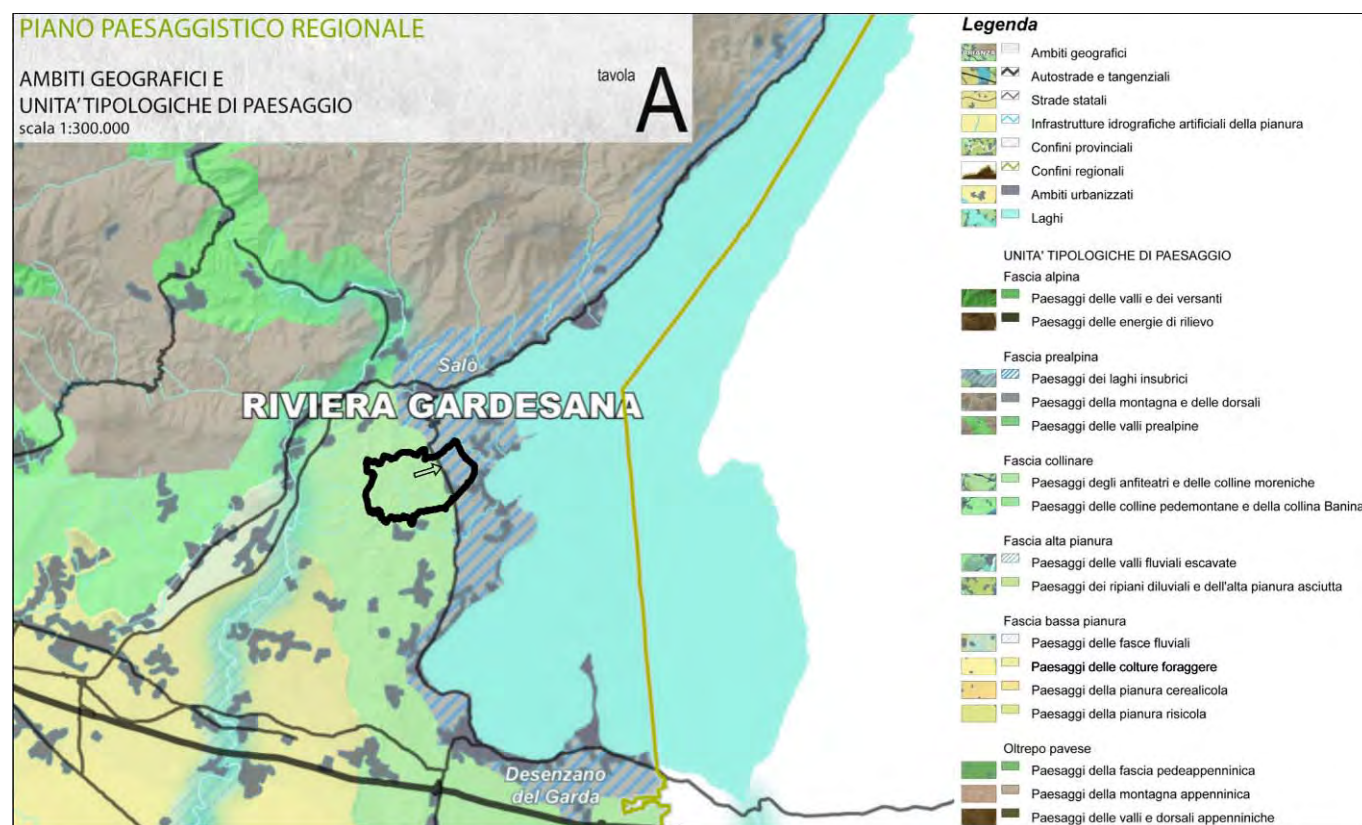 PIANO PAESAGGISTICO REGIONALE
AMBITI GEOGRAFICI E
UNITA' TIPOLOGICHE DI PAESAGGIO
scala 1:300.000
tavola
A
Salò
RIVIERA GARDESANA
Desenzano
del Garda
Legenda
BRIANZA
Ambiti geografici
Autostrade e tangenziali
Strade statali
Infrastrutture idrografiche artificiali della pianura
Confini provinciali
Confini regionali
Ambiti urbanizzati
Laghi
UNITA' TIPOLOGICHE DI PAESAGGIO
Fascia alpina
Paesaggi delle valli e dei versanti
Paesaggi delle energie di rilievo
Fascia prealpina
Paesaggi dei laghi insubrici
Paesaggi della montagna e delle dorsali
Paesaggi delle valli prealpine
Fascia collinare
Paesaggi degli anfiteatri e delle colline moreniche
Paesaggi delle colline pedemontane e della collina Banina
Fascia alta pianura
Paesaggi delle valli fluviali escavate
Paesaggi dei ripiani diluviali e dell'alta pianura asciutta
Fascia bassa pianura
Paesaggi delle fasce fluviali
Paesaggi delle colture foraggere
Paesaggi della pianura cerealicola
Paesaggi della pianura risicola
Oltrepo pavese
Paesaggi della fascia pedeappenninica
Paesaggi della montagna appenninica
Paesaggi delle valli e dorsali appenniniche